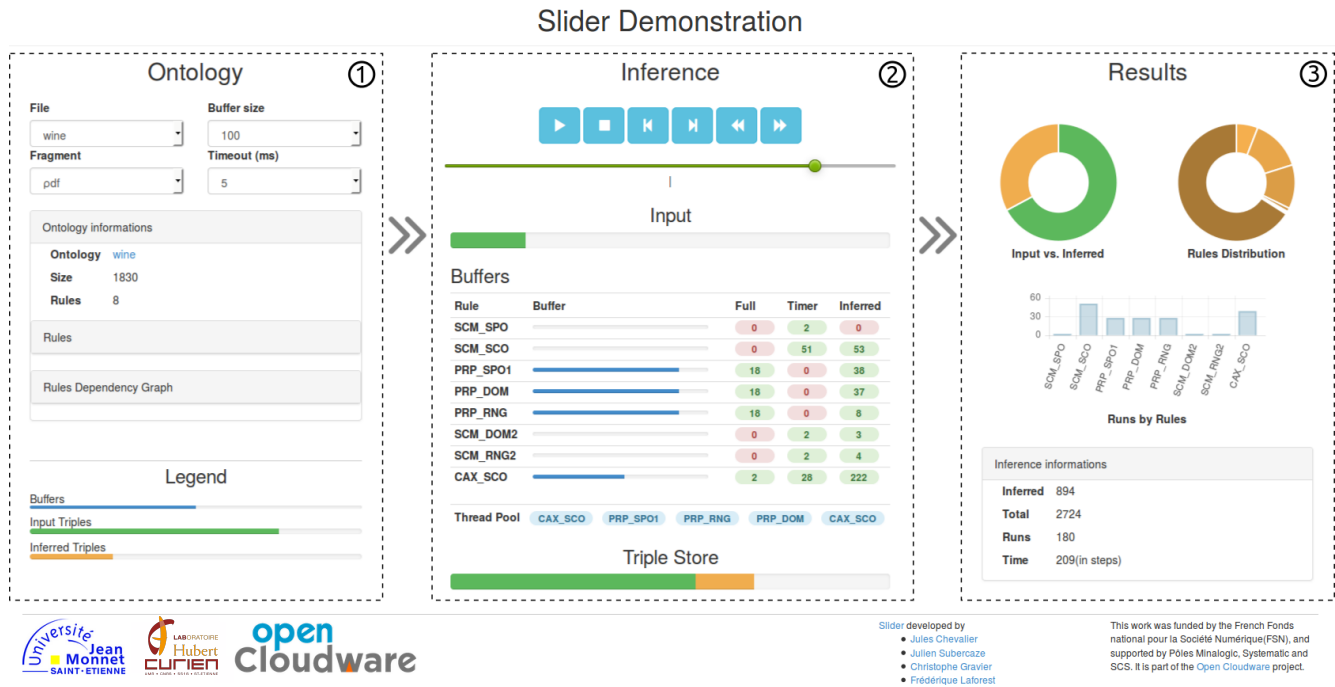 Slider Demonstration
Ontology
①
File
Buffer size
wine
100
Fragment
Timeout (ms)
ρdf
5
Ontology informations
Ontology wine
Size 1830
Rules 8
Rules
Rules Dependency Graph
Legend
Buffers
Input Triples
Inferred Triples
Inference
②
Input
Buffers
Rule Buffer Full Timer Inferred
SCM_SPO 0 2 0
SCM_SCO 0 51 53
PRP_SPO1 18 0 38
PRP_DOM 18 0 37
PRP_RNG 18 0 8
SCM_DOM2 0 2 3
SCM_RNG2 0 2 4
CAX_SCO 2 28 222
Thread Pool CAX_SCO PRP_SPO1 PRP_RNG PRP_DOM CAX_SCO
Triple Store
Results
③
Input vs. Inferred
Rules Distribution
60
30
0
SCM_SPO
SCM_SCO
PRP_SPO1
PRP_DOM
PRP_RNG
SCM_DOM2
SCM_RNG2
CAX_SCO
Runs by Rules
Inference informations
Inferred 894
Total 2724
Runs 180
Time 209(in steps)
Université
Jean
Monnet
SAINT-ETIENNE
LABORATOIRE
Hubert
CURIEN
open
Cloudware
Slider developed by
Jules Chevalier
Julien Subercaze
Christophe Gravier
Frédérique Laforest
This work was funded by the French Fonds
national pour la Société Numérique(FSN), and
supported by Pôles Minalogic, Systematic and
SCS. It is part of the Open Cloudware project.